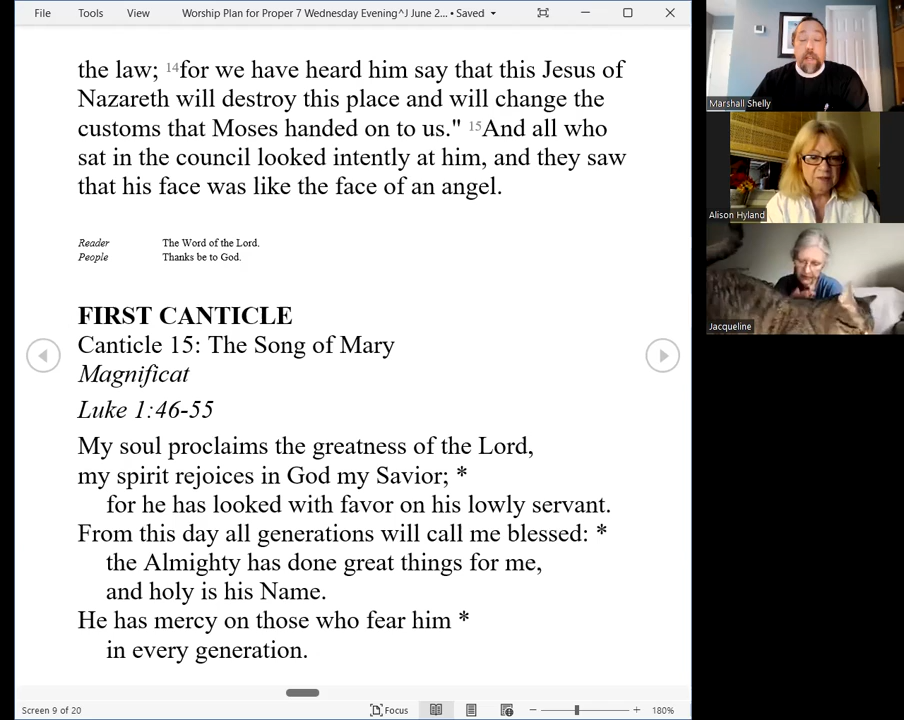 File Tools View Worship Plan for Proper 7 Wednesday Evening^J June 2... • Saved
the law; 14for we have heard him say that this Jesus of
Nazareth will destroy this place and will change the
customs that Moses handed on to us." 15And all who
sat in the council looked intently at him, and they saw
that his face was like the face of an angel.
Reader The Word of the Lord.
People Thanks be to God.
FIRST CANTICLE
Canticle 15: The Song of Mary
Magnificat
Luke 1:46-55
My soul proclaims the greatness of the Lord,
my spirit rejoices in God my Savior; *
for he has looked with favor on his lowly servant.
From this day all generations will call me blessed: *
the Almighty has done great things for me,
and holy is his Name.
He has mercy on those who fear him *
in every generation.
Screen 9 of 20 Focus 180%
Marshall Shelly
Alison Hyland
Jacqueline